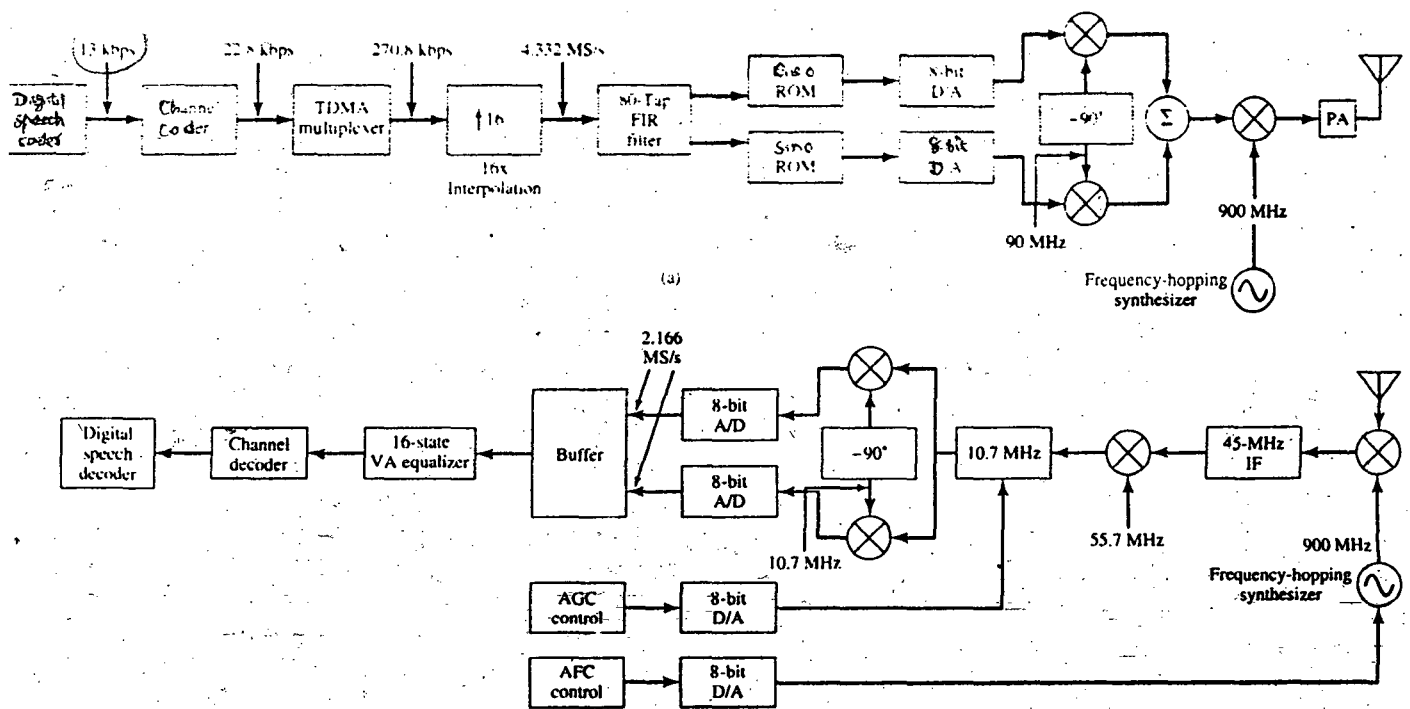 13 kbps
22.8 kbps
270.8 kbps
4.332 MS/s
Digital
speech
coder
Channel
coder
TDMA
multiplexer
↑16
16x
Interpolation
80-Tap
FIR
filter
ROM
8-bit
D/A
ROM
8-bit
D/A
-90°
90 MHz
Σ
PA
900 MHz
Frequency-hopping
synthesizer
(a)
2.166
MS/s
Digital
speech
decoder
Channel
decoder
16-state
VA equalizer
Buffer
8-bit
A/D
8-bit
A/D
-90°
10.7 MHz
10.7 MHz
55.7 MHz
45-MHz
IF
900 MHz
Frequency-hopping
synthesizer
AGC
control
8-bit
D/A
AFC
control
8-bit
D/A